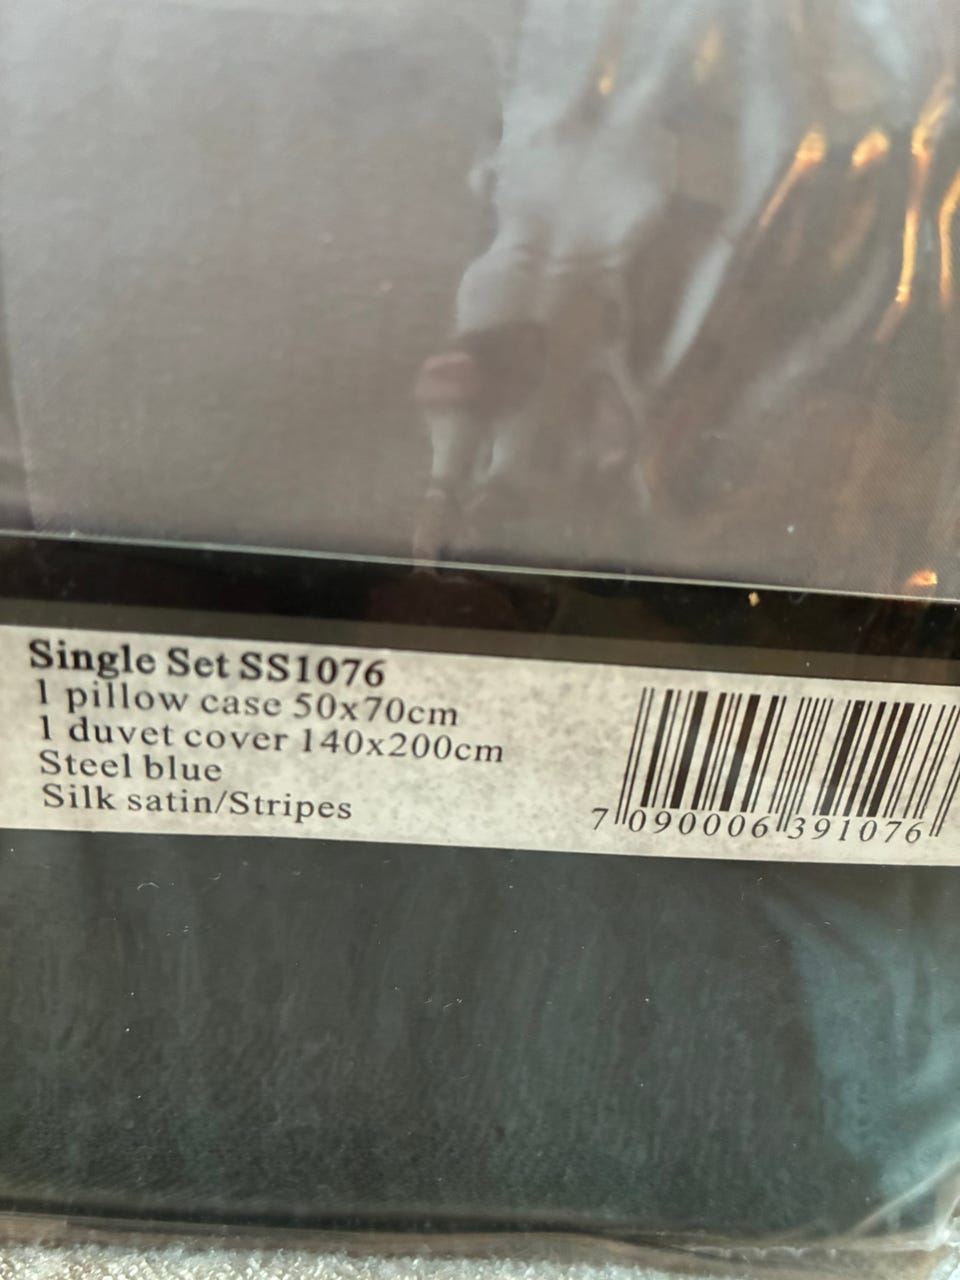 Single Set SS1076
1 pillow case 50x70cm
1 duvet cover 140x200cm
Steel blue
Silk satin/Stripes
7 090006 391076